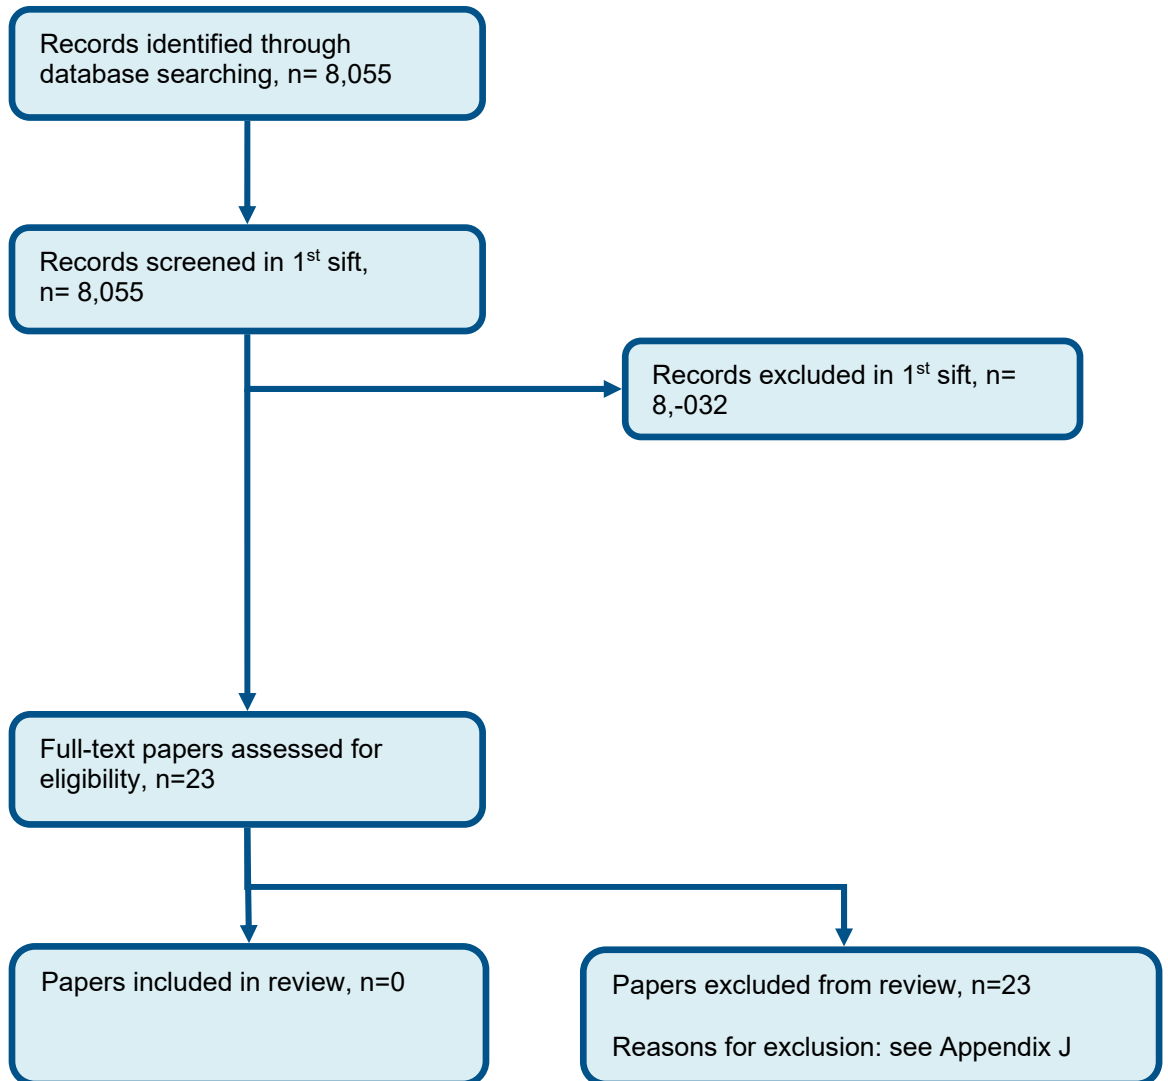 Records identified through
database searching, n= 8,055
Records screened in 1st sift,
n= 8,055
Records excluded in 1st sift, n=
8,-032
Full-text papers assessed for
eligibility, n=23
Papers included in review, n=0
Papers excluded from review, n=23
Reasons for exclusion: see Appendix J